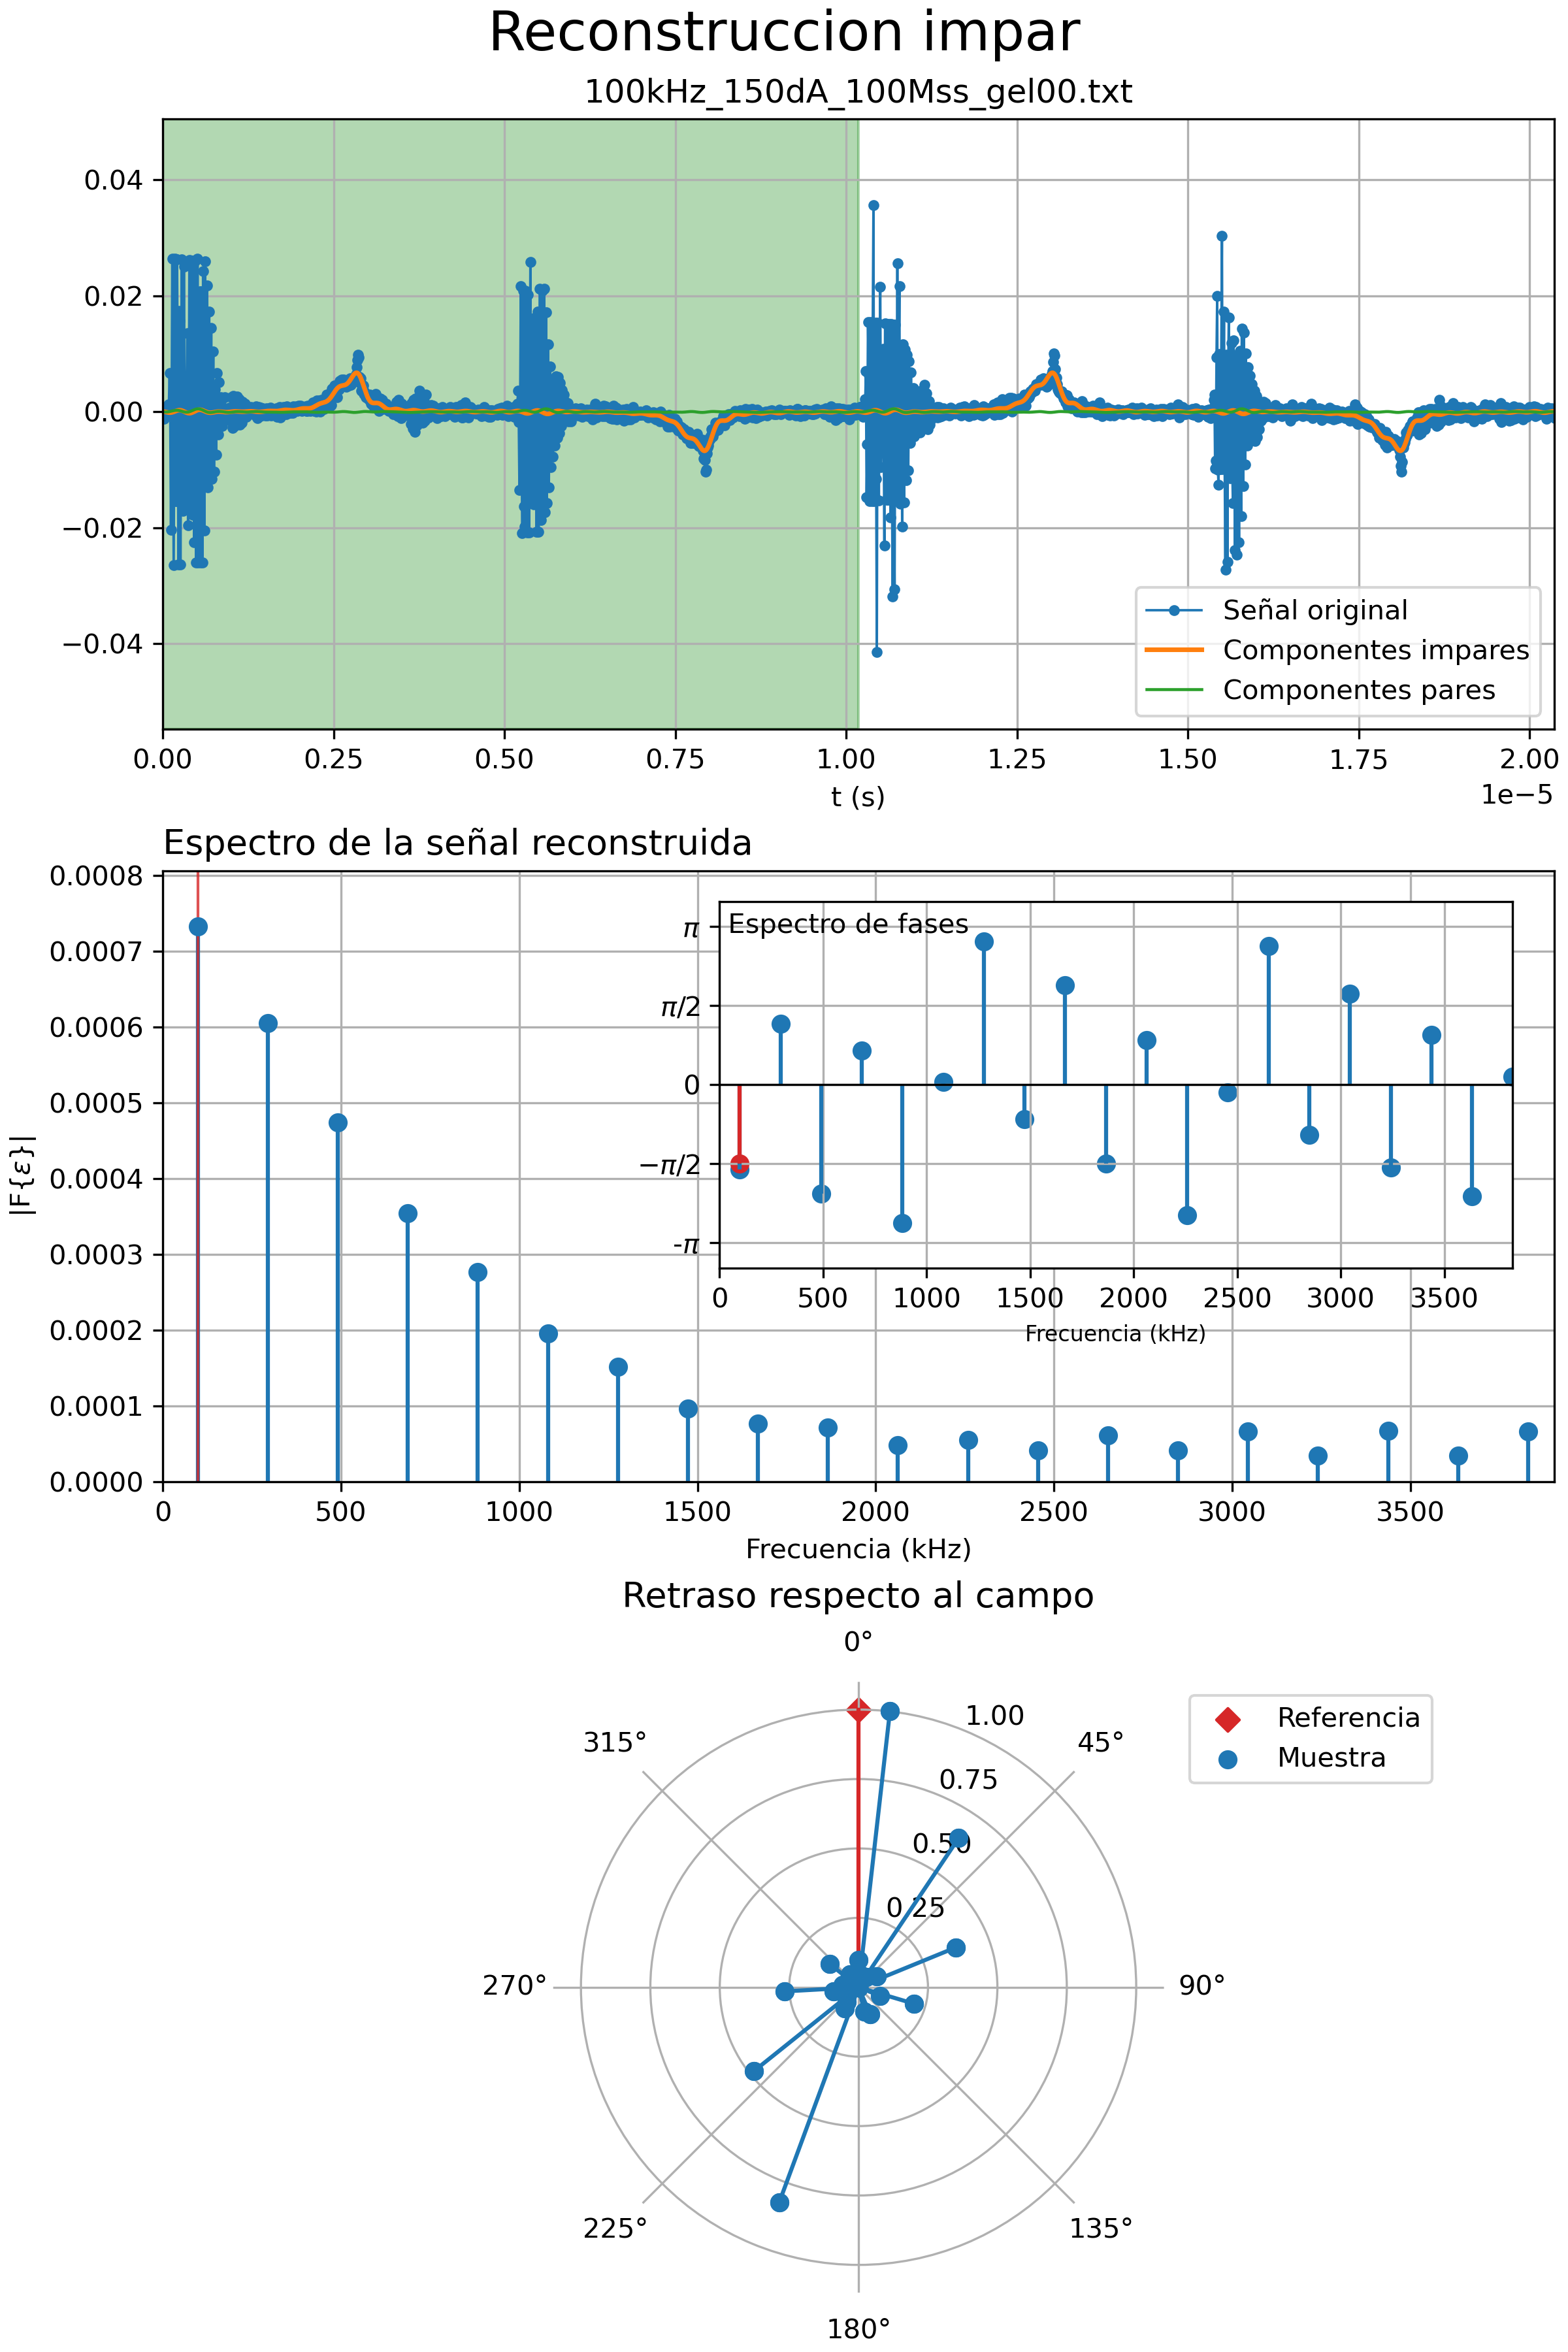 Reconstruccion impar
100kHz_150dA_100Mss_gel00.txt
0.04
0.02
0.00
−0.02
−0.04
Señal original
Componentes impares
Componentes pares
0.00 0.25 0.50 0.75 1.00 1.25 1.50 1.75 2.00
t (s)
1e−5
Espectro de la señal reconstruida
0.0008
0.0007
0.0006
0.0005
0.0004
0.0003
0.0002
0.0001
0.0000
|F{ε}|
Espectro de fases
π
π/2
0
−π/2
-π
0 500 1000 1500 2000 2500 3000 3500
Frecuencia (kHz)
0 500 1000 1500 2000 2500 3000 3500
Frecuencia (kHz)
Retraso respecto al campo
0°
45°
90°
135°
180°
225°
270°
315°
1.00
0.75
0.50
0.25
Referencia
Muestra